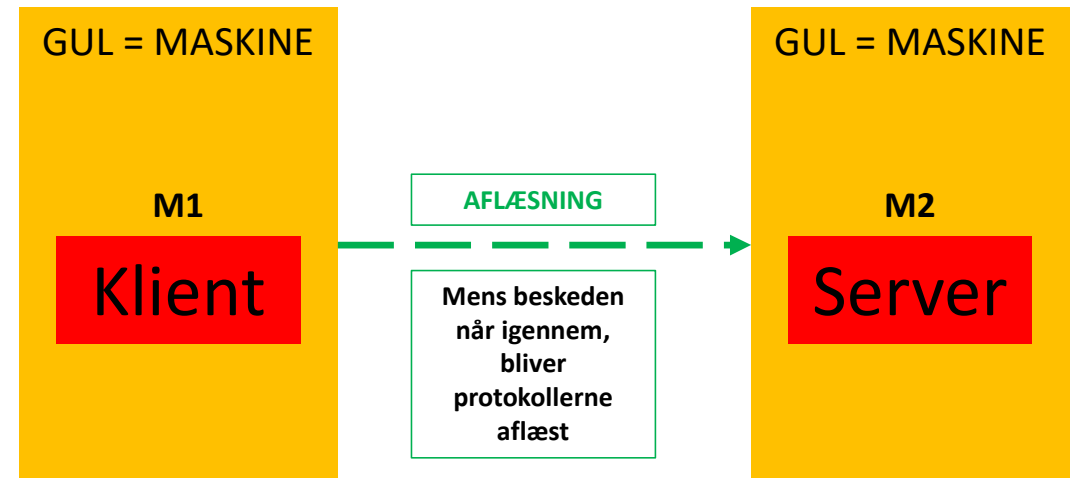 GUL = MASKINE
M1
Klient
AFLÆSNING
Mens beskeden
når igennem,
bliver
protokollerne
aflæst
GUL = MASKINE
M2
Server